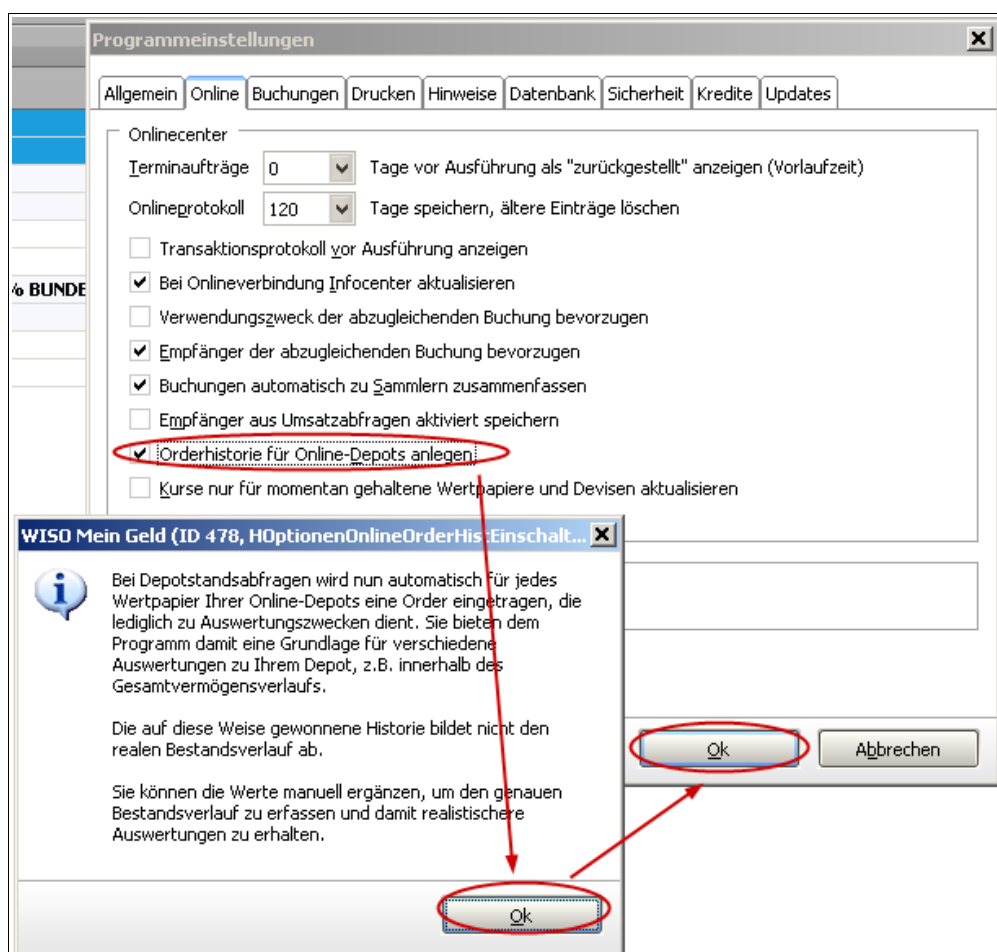 Programmeinstellungen
Allgemein Online Buchungen Drucken Hinweise Datenbank Sicherheit Kredite Updates
Onlinecenter
Terminaufträge 0 Tage vor Ausführung als "zurückgestellt" anzeigen (Vorlaufzeit)
Onlineprotokoll 120 Tage speichern, ältere Einträge löschen
Transaktionsprotokoll vor Ausführung anzeigen
Bei Onlineverbindung Infocenter aktualisieren
% BUNDE
Verwendungszweck der abzugleichenden Buchung bevorzugen
Empfänger der abzugleichenden Buchung bevorzugen
Buchungen automatisch zu Sammlern zusammenfassen
Empfänger aus Umsatzabfragen aktiviert speichern
Orderhistorie für Online-Depots anlegen
Kurse nur für momentan gehaltene Wertpapiere und Devisen aktualisieren
WISO Mein Geld (ID 478, HOptionenOnlineOrderHistEinschalt...
Bei Depotstandsabfragen wird nun automatisch für jedes
Wertpapier Ihrer Online-Depots eine Order eingetragen, die
lediglich zu Auswertungszwecken dient. Sie bieten dem
Programm damit eine Grundlage für verschiedene
Auswertungen zu Ihrem Depot, z.B. innerhalb des
Gesamtvermögensverlaufs.
Die auf diese Weise gewonnene Historie bildet nicht den
realen Bestandsverlauf ab.
Sie können die Werte manuell ergänzen, um den genauen
Bestandsverlauf zu erfassen und damit realistischere
Auswertungen zu erhalten.
Ok
Ok Abbrechen